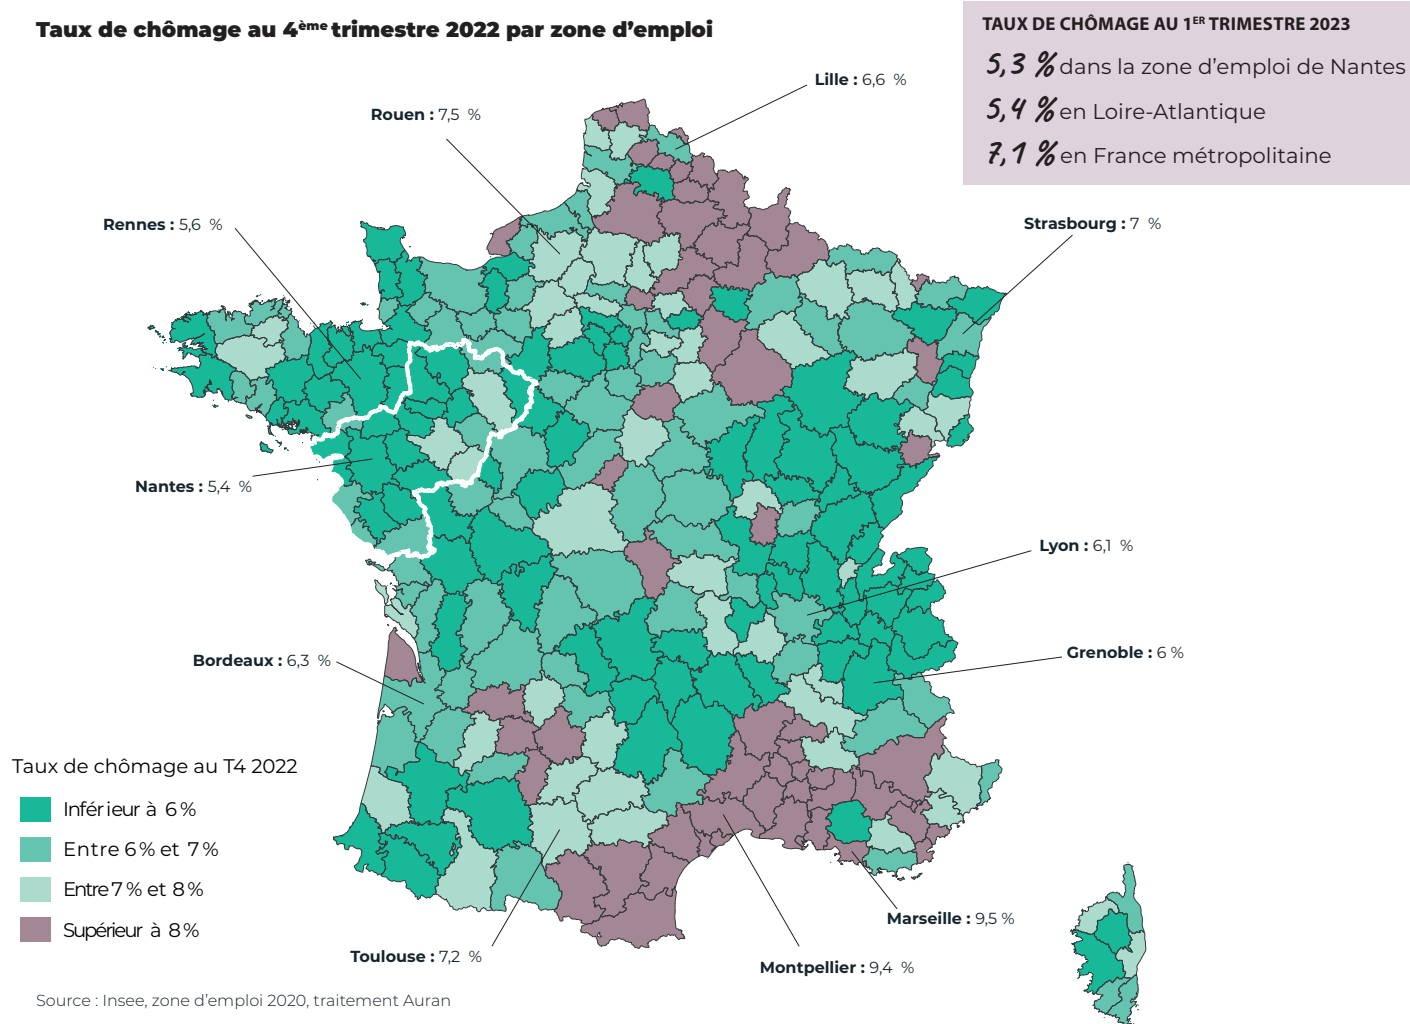 Taux de chômage au 4ème trimestre 2022 par zone d'emploi
TAUX DE CHÔMAGE AU 1ER TRIMESTRE 2023
5,3 % dans la zone d'emploi de Nantes
5,4 % en Loire-Atlantique
7,1 % en France métropolitaine
Lille : 6,6 %
Rouen : 7,5 %
Rennes : 5,6 %
Strasbourg : 7 %
Nantes : 5,4 %
Lyon : 6,1 %
Bordeaux : 6,3 %
Grenoble : 6 %
Taux de chômage au T4 2022
Inférieur à 6 %
Entre 6 % et 7 %
Entre 7 % et 8 %
Supérieur à 8 %
Marseille : 9,5 %
Toulouse : 7,2 %
Montpellier : 9,4 %
Source : Insee, zone d'emploi 2020, traitement Auran